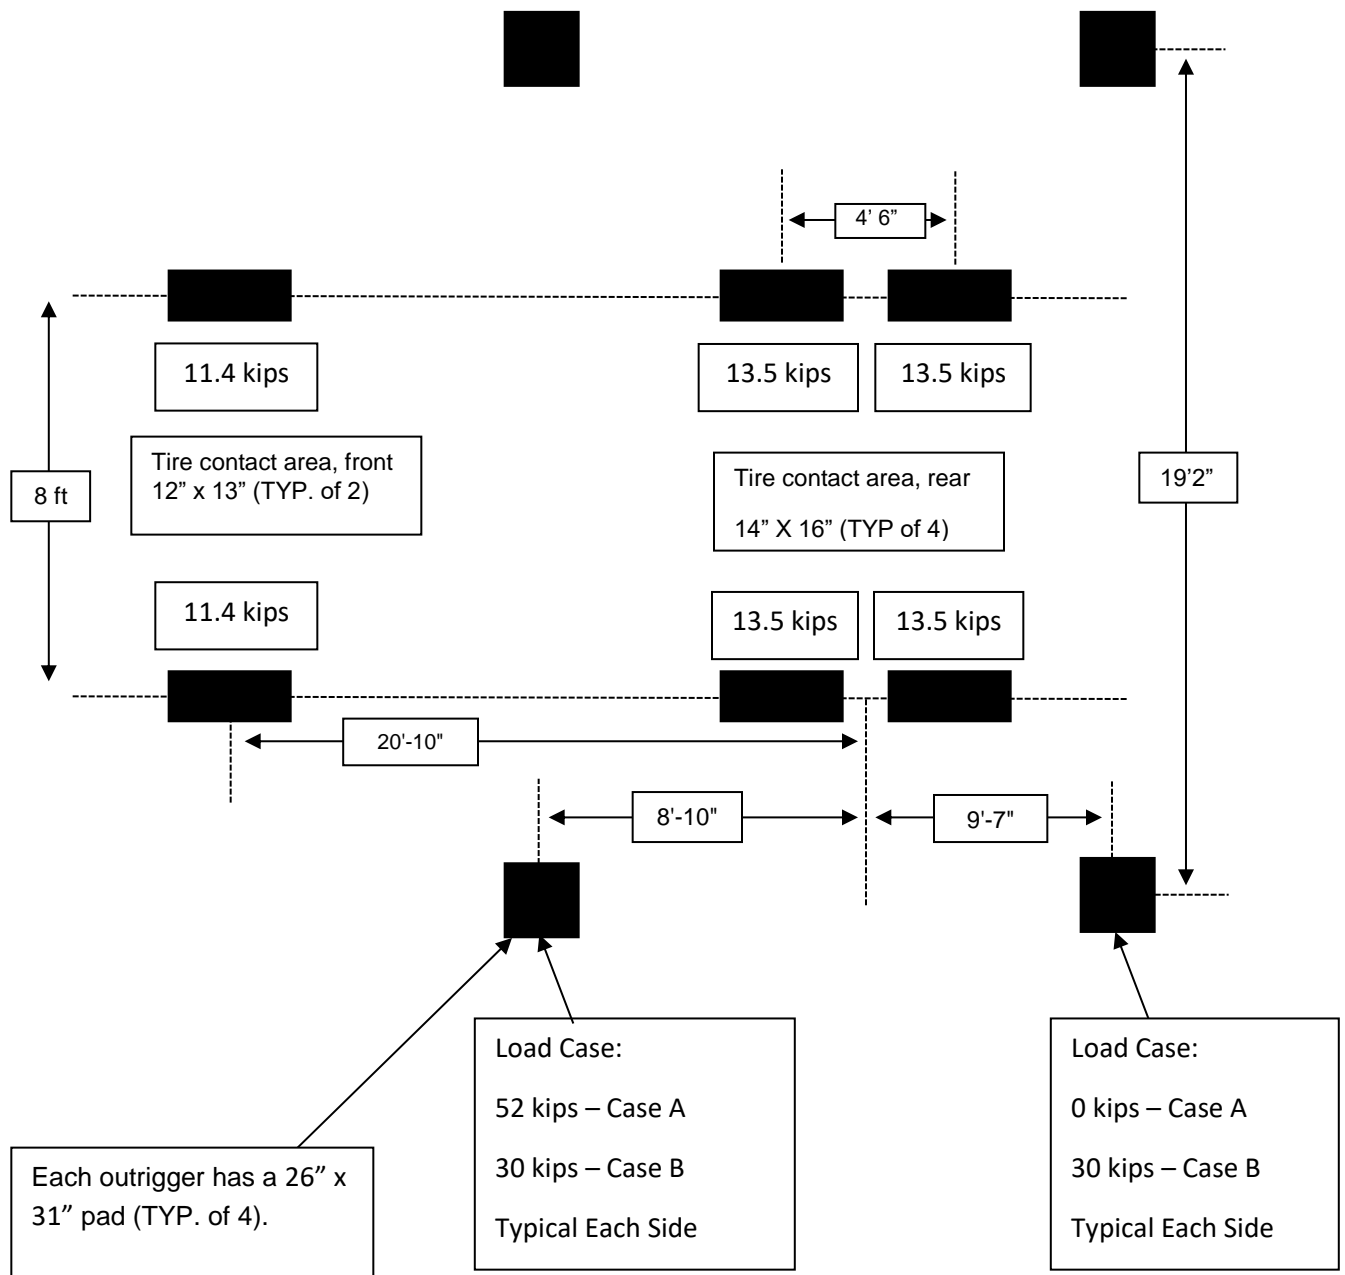 4’ 6”
11.4 kips
13.5 kips
13.5 kips
Tire contact area, front
12” x 13” (TYP. of 2)
Tire contact area, rear
14” X 16” (TYP of 4)
8 ft
19’2”
11.4 kips
13.5 kips
13.5 kips
20'-10"
8'-10"
9'-7"
Load Case:
52 kips – Case A
30 kips – Case B
Typical Each Side
Load Case:
0 kips – Case A
30 kips – Case B
Typical Each Side
Each outrigger has a 26” x
31” pad (TYP. of 4).